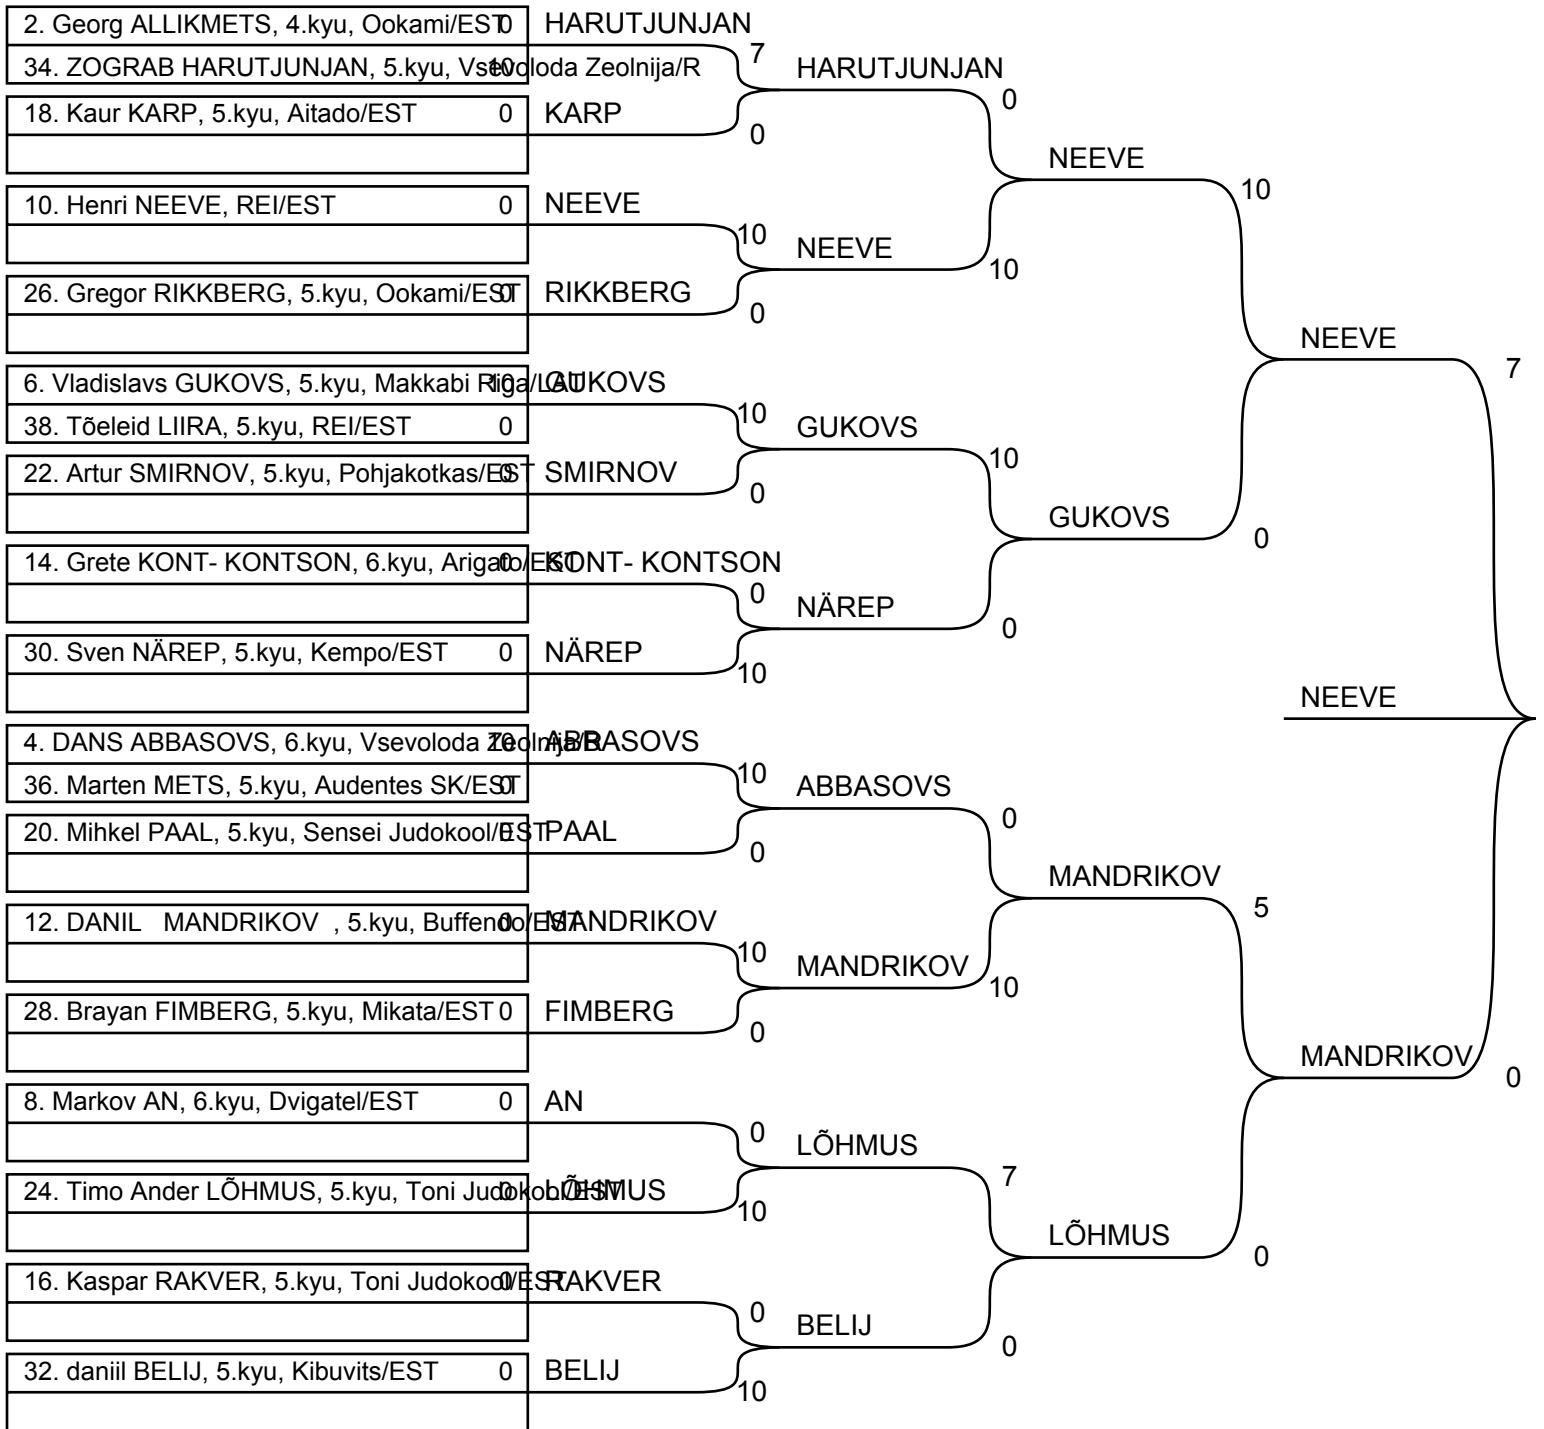 2. Georg ALLIKMETS, 4.kyu, Ookami/EST 0 HARUTJUNJAN
7
34. ZOGRAB HARUTJUNJAN, 5.kyu, Vsevoloda Zeolnija/R 10 HARUTJUNJAN
0
18. Kaur KARP, 5.kyu, Aitado/EST 0 KARP
0
NEEVE
10
10. Henri NEEVE, REI/EST 0 NEEVE
10
NEEVE
10
26. Gregor RIKKBERG, 5.kyu, Ookami/EST 0 RIKKBERG
0
NEEVE
7
6. Vladislavs GUKOVS, 5.kyu, Makkabi Riga/LAT 10 GUKOVS
10
38. Tõeleid LIIRA, 5.kyu, REI/EST 0 GUKOVS
10
22. Artur SMIRNOV, 5.kyu, Pohjakotkas/EST 0 SMIRNOV
0
GUKOVS
0
14. Grete KONT- KONTSON, 6.kyu, Arigato/EST 0 KONT- KONTSON
0
NÄREP
0
30. Sven NÄREP, 5.kyu, Kempo/EST 0 NÄREP
10
NEEVE
4. DANS ABBASOVS, 6.kyu, Vsevoloda Zeolnija/R 10 ABBASOVS
10
36. Marten METS, 5.kyu, Audentes SK/EST 0 ABBASOVS
0
20. Mihkel PAAL, 5.kyu, Sensei Judokool/EST 0 PAAL
0
MANDRIKOV
5
12. DANIL MANDRIKOV , 5.kyu, Buffendo/EST 0 MANDRIKOV
10
MANDRIKOV
10
28. Brayan FIMBERG, 5.kyu, Mikata/EST 0 FIMBERG
0
MANDRIKOV
0
8. Markov AN, 6.kyu, Dvigatel/EST 0 AN
0
LÕHMUS
7
24. Timo Ander LÕHMUS, 5.kyu, Toni Judokool/EST 0 LÕHMUS
10
LÕHMUS
0
16. Kaspar RAKVER, 5.kyu, Toni Judokool/EST 0 RAKVER
0
BELIJ
0
32. daniil BELIJ, 5.kyu, Kibuvits/EST 0 BELIJ
10